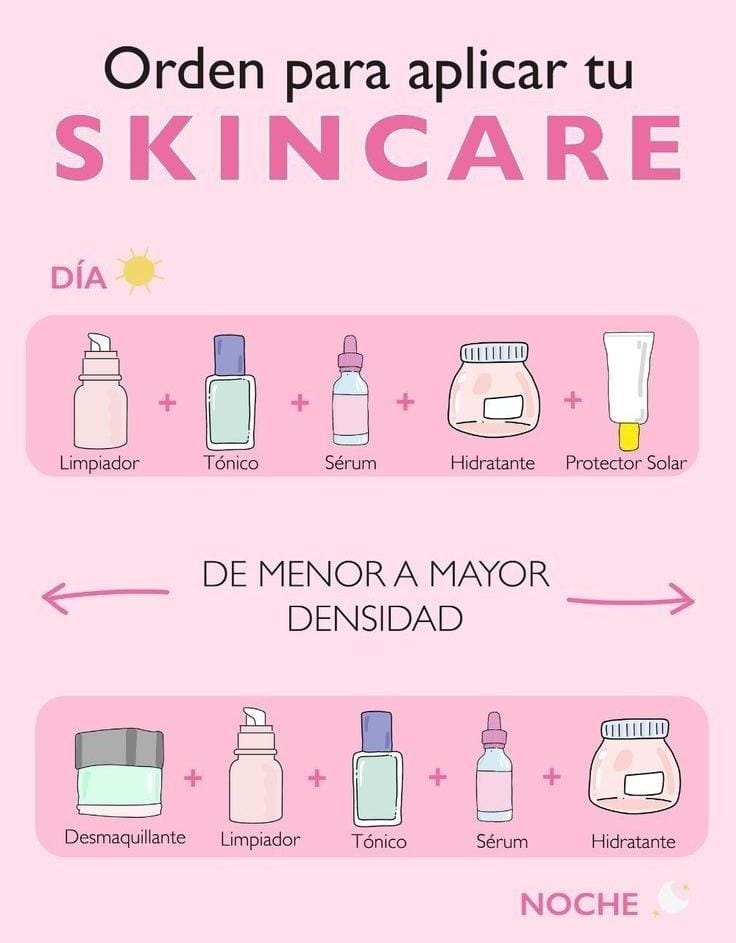 Orden para aplicar tu
SKINCARE
DÍA
Limpiador
Tónico
Sérum
Hidratante
Protector Solar
DE MENOR A MAYOR
DENSIDAD
Desmaquillante
Limpiador
Tónico
Sérum
Hidratante
NOCHE